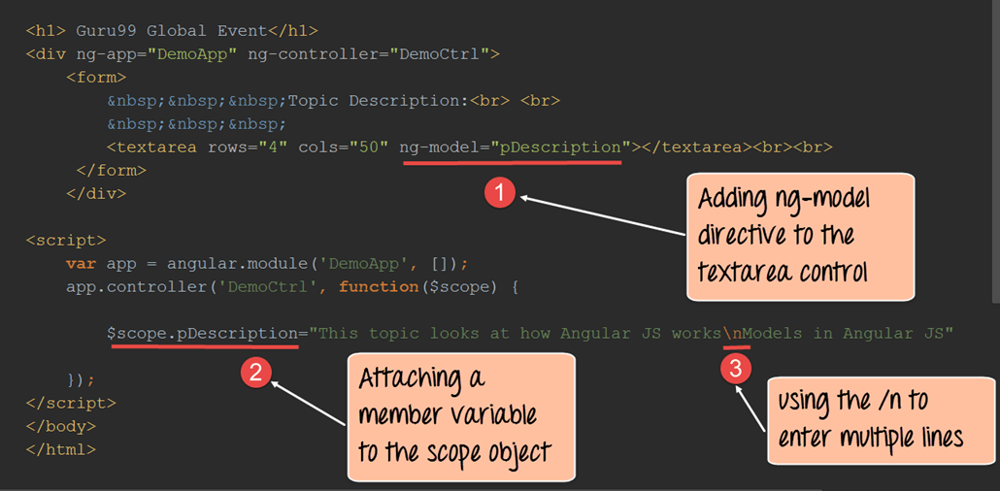 <h1> Guru99 Global Event</h1>
<div ng-app="DemoApp" ng-controller="DemoCtrl">
<form>
&nbsp;&nbsp;&nbsp;Topic Description:<br> <br>
&nbsp;&nbsp;&nbsp;
<textarea rows="4" cols="50" ng-model="pDescription"></textarea><br><br>
</form>
</div>
1
Adding ng-model
directive to the
textarea control
<script>
var app = angular.module('DemoApp', []);
app.controller('DemoCtrl', function($scope) {
$scope.pDescription="This topic looks at how Angular JS works\nModels in Angular JS"
2
Attaching a
member variable
to the scope object
3
using the /n to
enter multiple lines
});
</script>
</body>
</html>